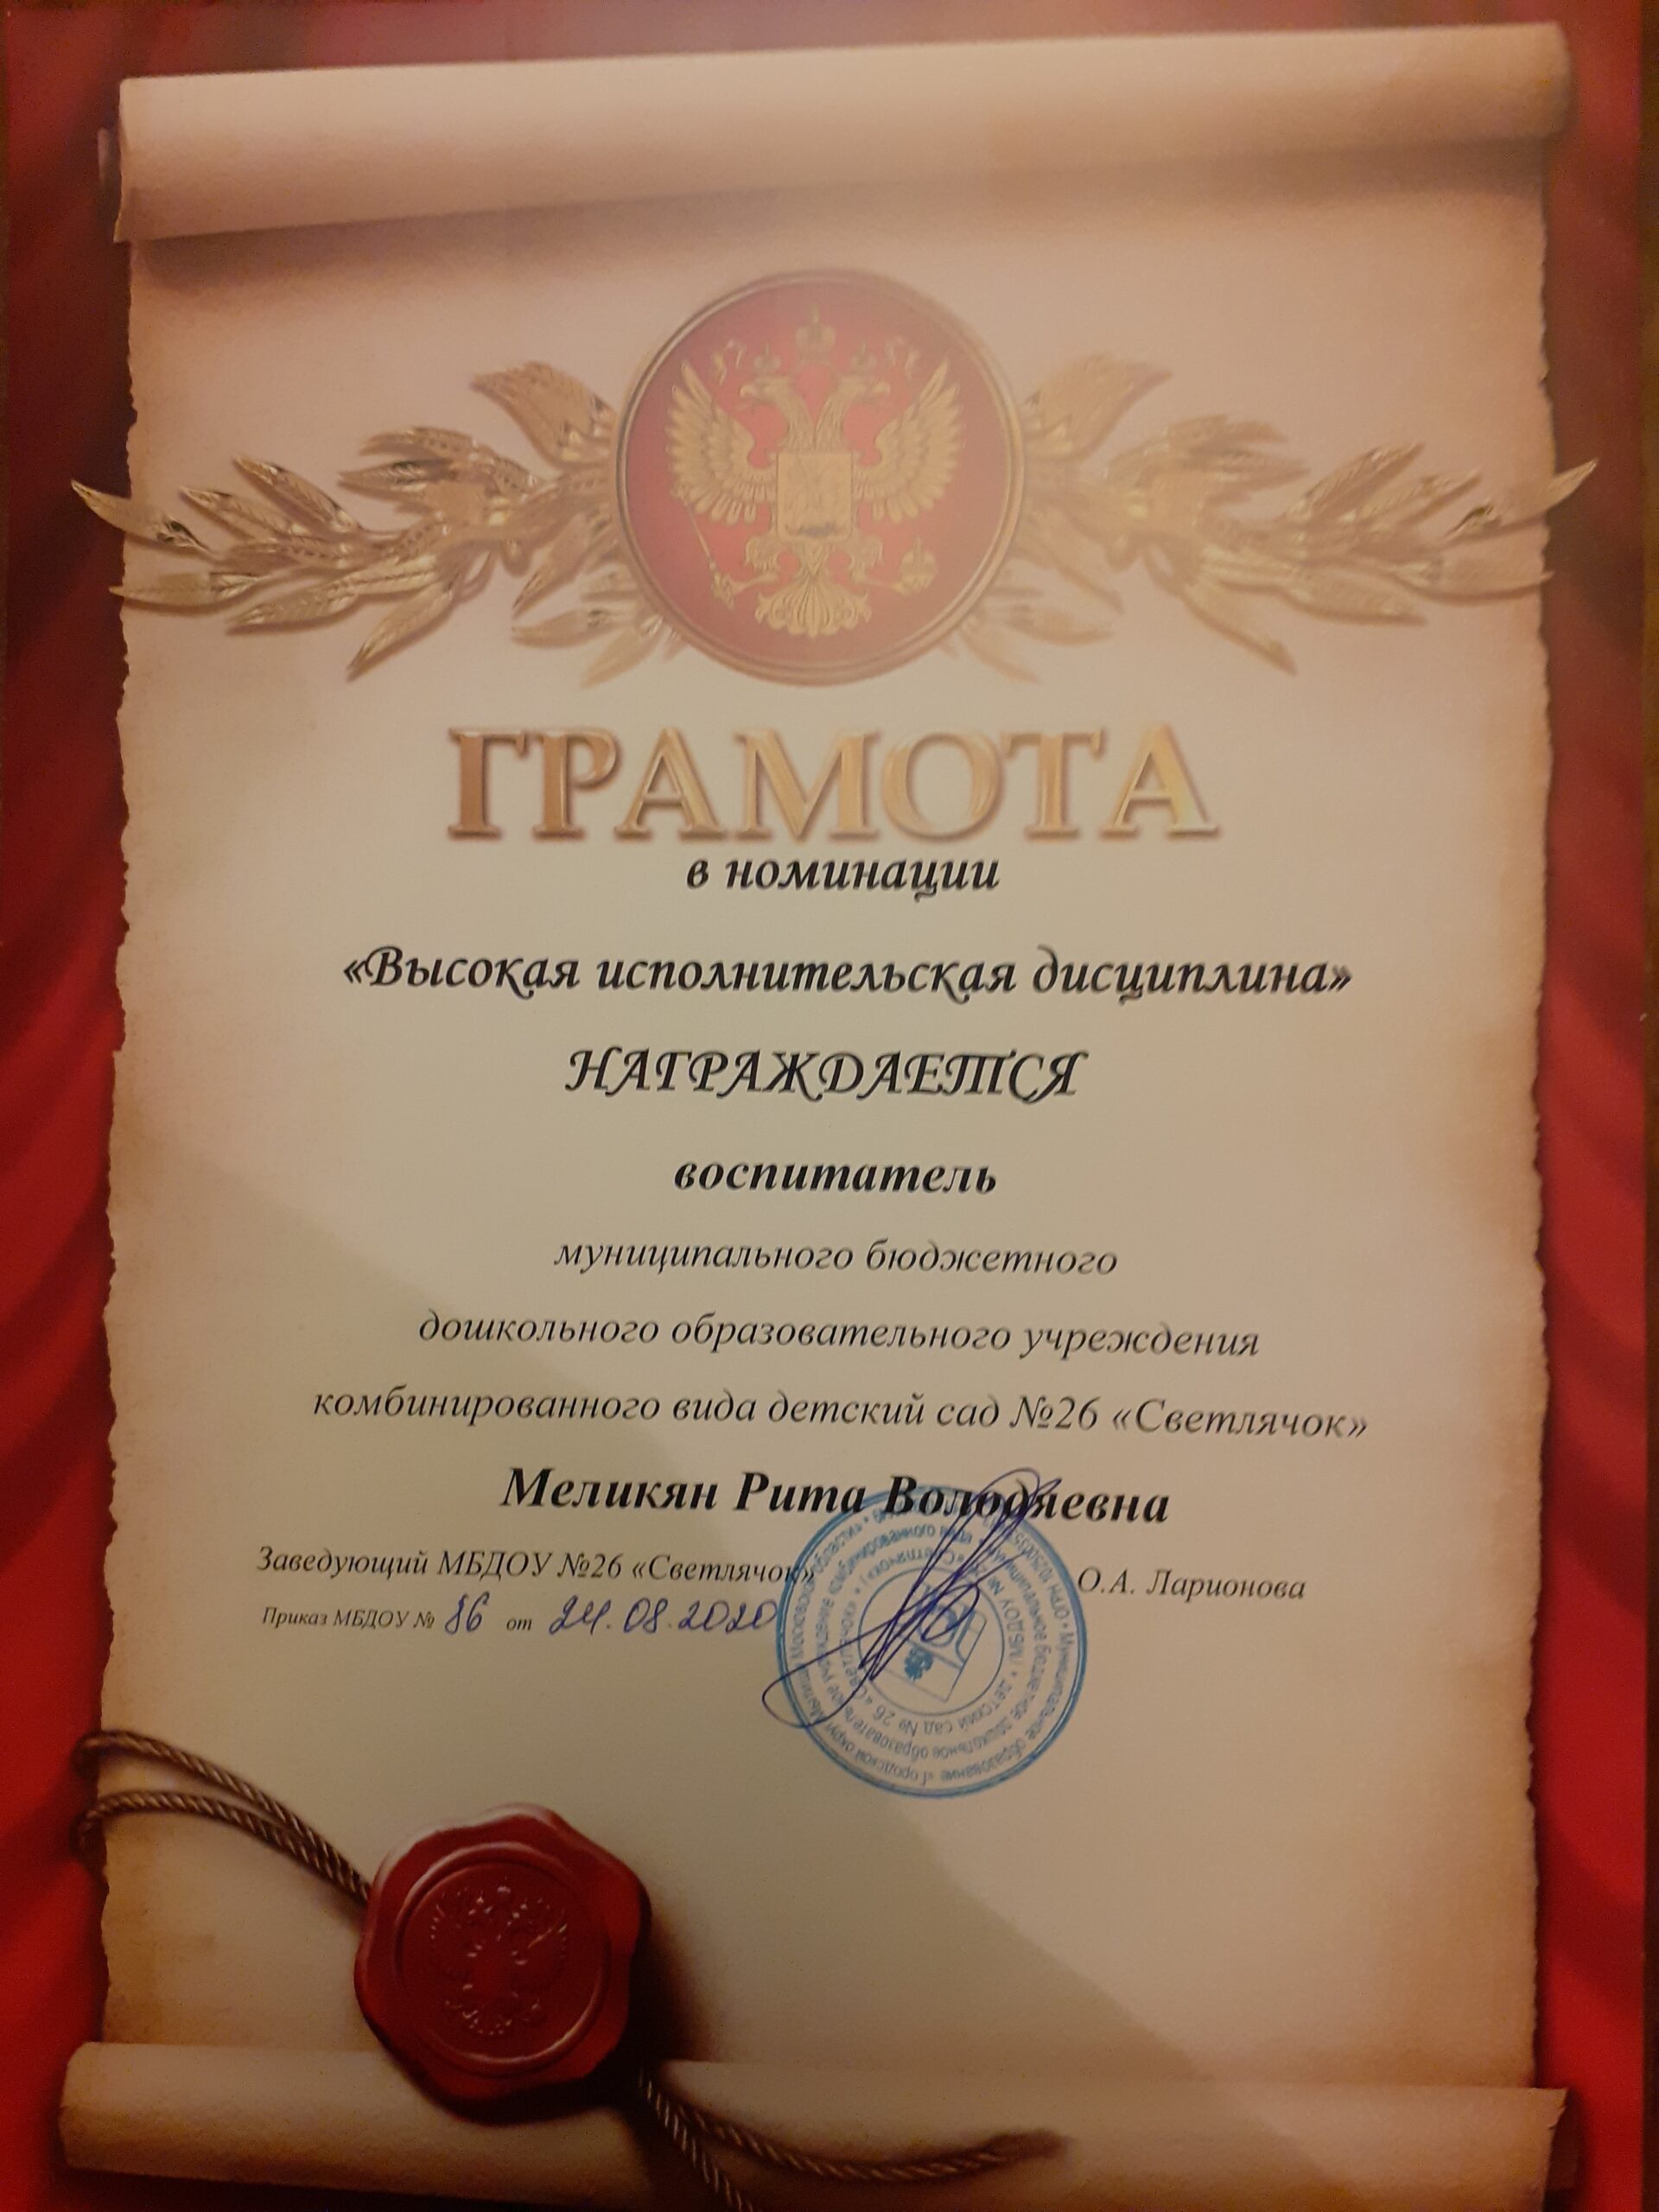 ГРАМОТА
в номинации
«Высокая исполнительская дисциплина»
НАГРАЖДАЕТСЯ
воспитатель
муниципального бюджетного
дошкольного образовательного учреждения
комбинированного вида детский сад №26 «Светлячок»
Меликян Рита Володяевна
Заведующий МБДОУ №26 «Светлячок» О.А. Ларионова
Приказ МБДОУ № 86 от 24.08.2020